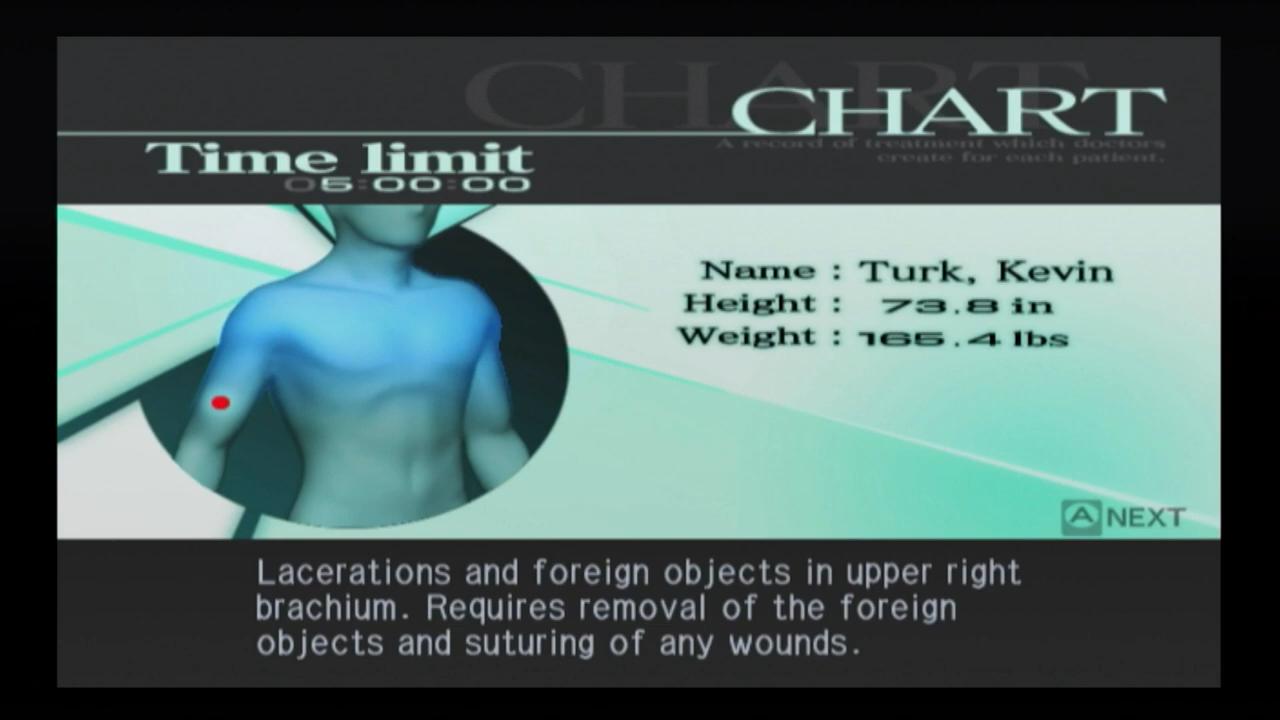 CHART
CHART
A record of treatment which doctors
create for each patient.
Time limit
05:00:00
Name : Turk, Kevin
Height : 73.8 in
Weight : 165.4 lbs
A NEXT
Lacerations and foreign objects in upper right
brachium. Requires removal of the foreign
objects and suturing of any wounds.